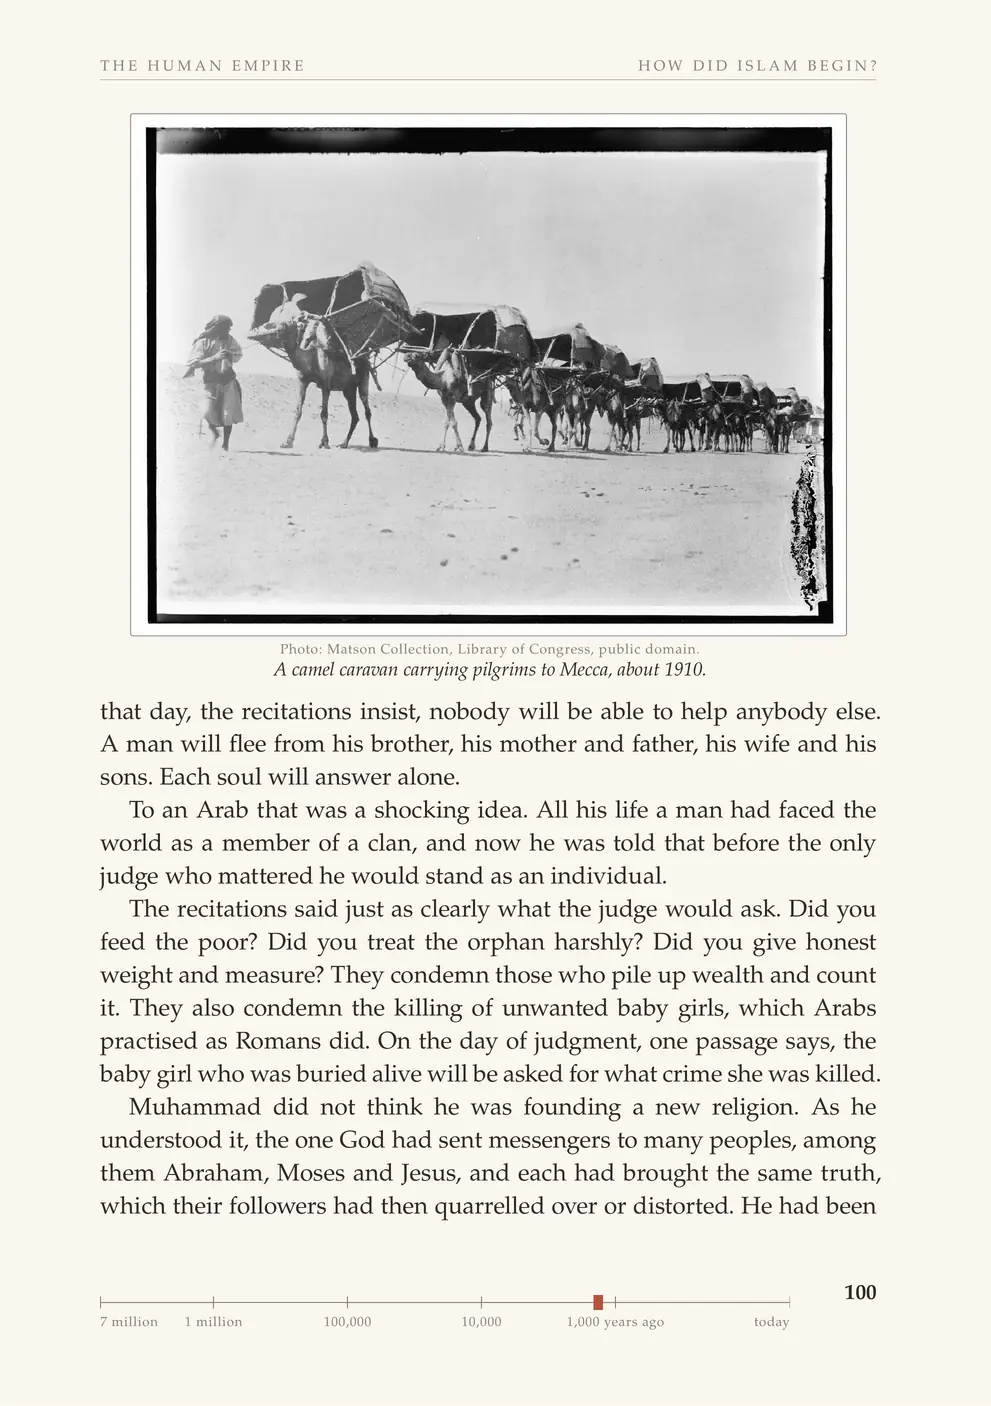 THE HUMAN EMPIRE
HOW DID ISLAM BEGIN?
Photo: Matson Collection, Library of Congress, public domain.
A camel caravan carrying pilgrims to Mecca, about 1910.
that day, the recitations insist, nobody will be able to help anybody else.
A man will flee from his brother, his mother and father, his wife and his
sons. Each soul will answer alone.
To an Arab that was a shocking idea. All his life a man had faced the
world as a member of a clan, and now he was told that before the only
judge who mattered he would stand as an individual.
The recitations said just as clearly what the judge would ask. Did you
feed the poor? Did you treat the orphan harshly? Did you give honest
weight and measure? They condemn those who pile up wealth and count
it. They also condemn the killing of unwanted baby girls, which Arabs
practised as Romans did. On the day of judgment, one passage says, the
baby girl who was buried alive will be asked for what crime she was killed.
Muhammad did not think he was founding a new religion. As he
understood it, the one God had sent messengers to many peoples, among
them Abraham, Moses and Jesus, and each had brought the same truth,
which their followers had then quarrelled over or distorted. He had been
100
7 million 1 million 100,000 10,000 1,000 years ago today